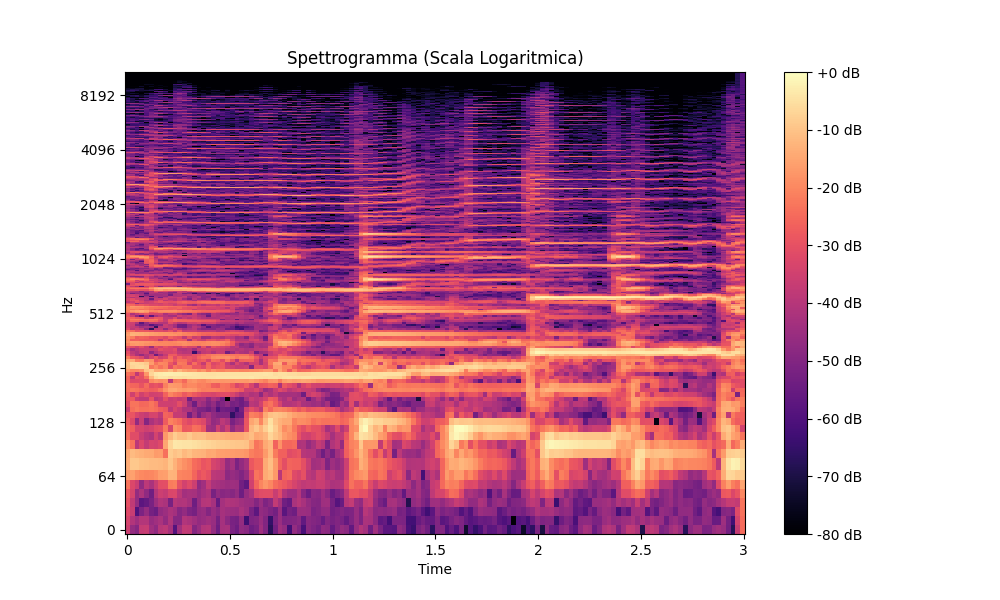 Spettrogramma (Scala Logaritmica)
Hz
8192
4096
2048
1024
512
256
128
64
0
0
0.5
1
1.5
2
2.5
3
Time
+0 dB
-10 dB
-20 dB
-30 dB
-40 dB
-50 dB
-60 dB
-70 dB
-80 dB